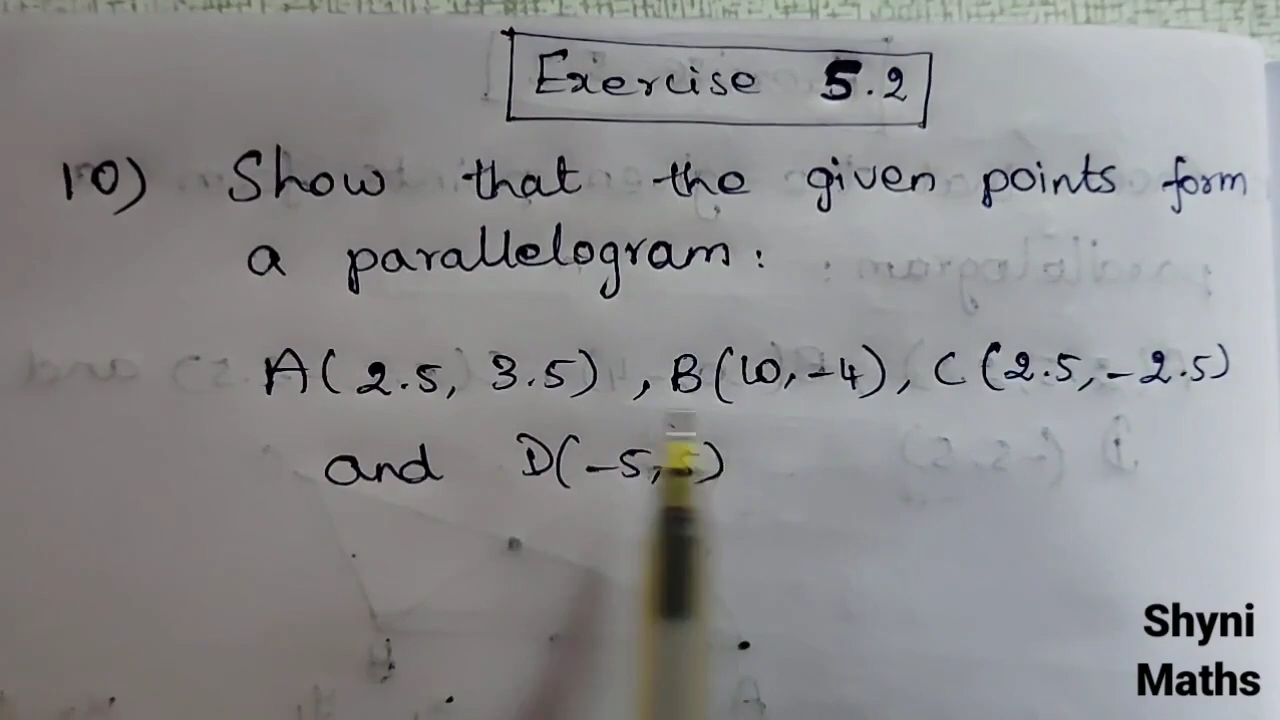 Exercise 5.2
10) Show that the given points form
a parallelogram :
A(2.5, 3.5), B(10, -4), C(2.5, -2.5)
and D(-5, 5)
Shyni
Maths